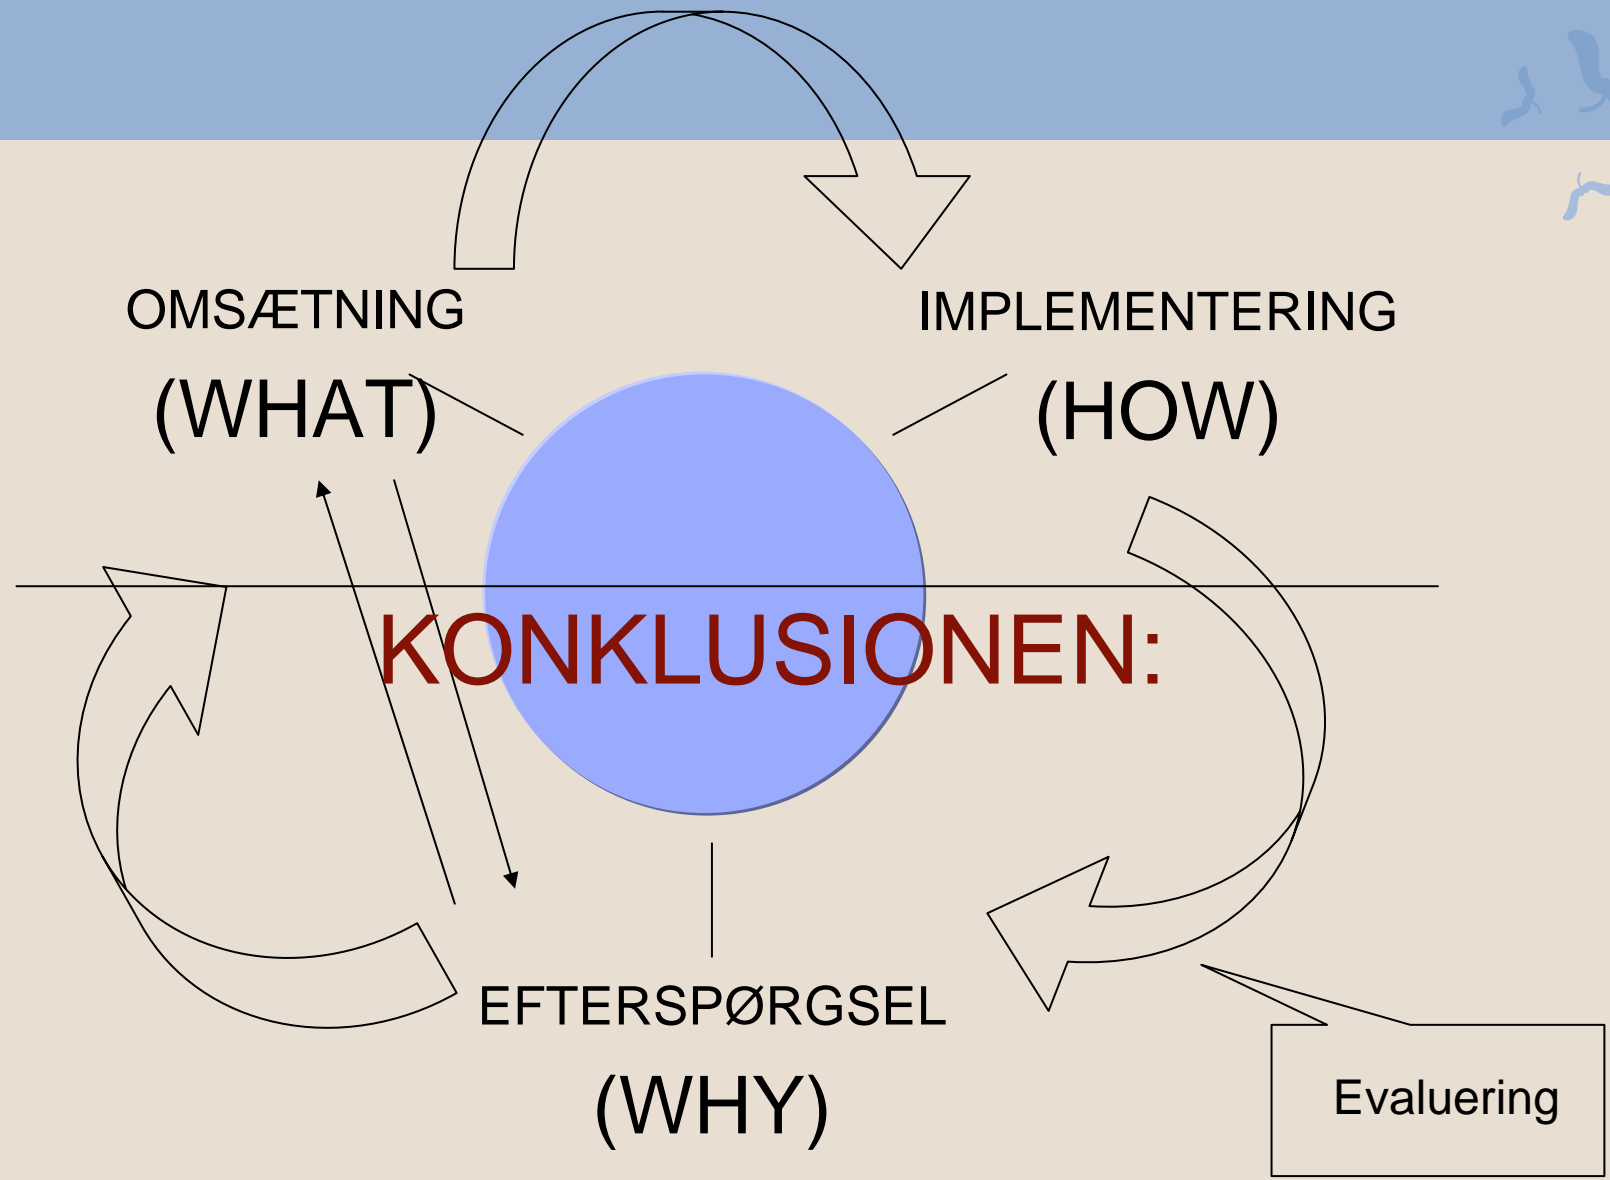 OMSÆTNING
(WHAT)
IMPLEMENTERING
(HOW)
KONKLUSIONEN:
EFTERSPØRGSEL
(WHY)
Evaluering